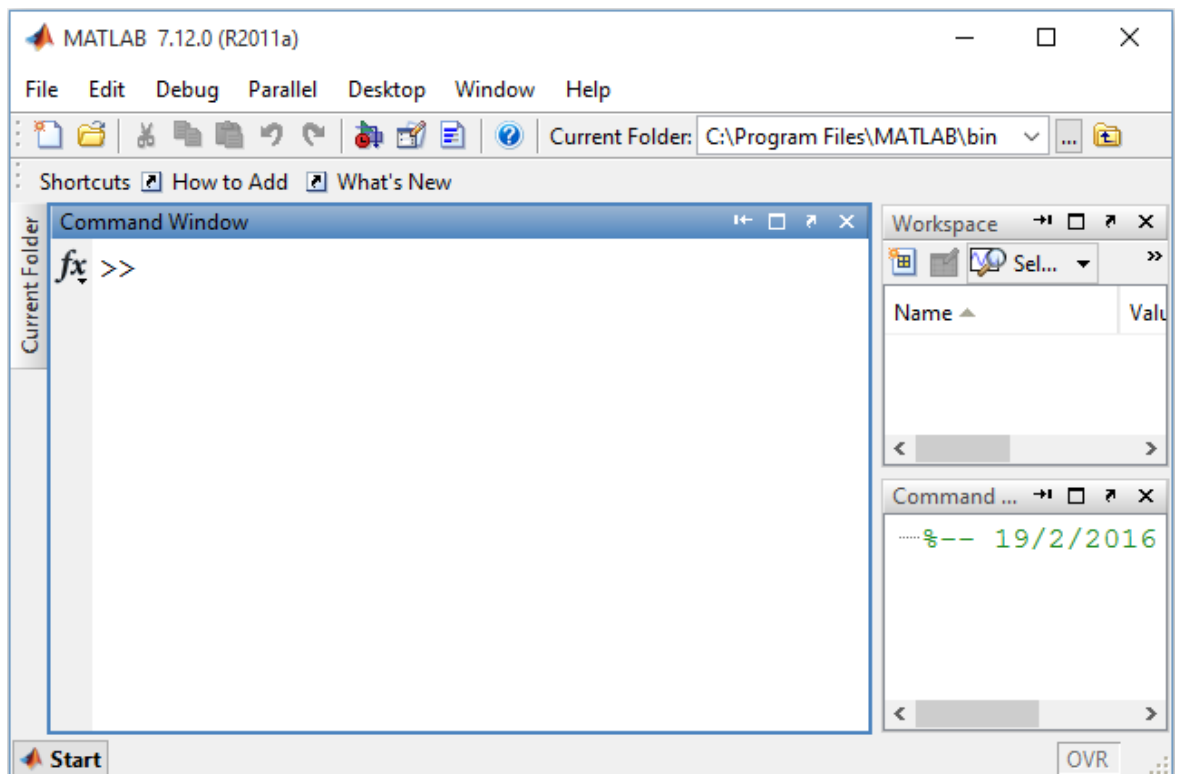 MATLAB 7.12.0 (R2011a)
File Edit Debug Parallel Desktop Window Help
Current Folder: C:\Program Files\MATLAB\bin ...
Shortcuts How to Add What's New
Current Folder
Command Window
fx >>
Workspace
Sel... »
Name Valu
Command ...
%-- 19/2/2016
Start
OVR